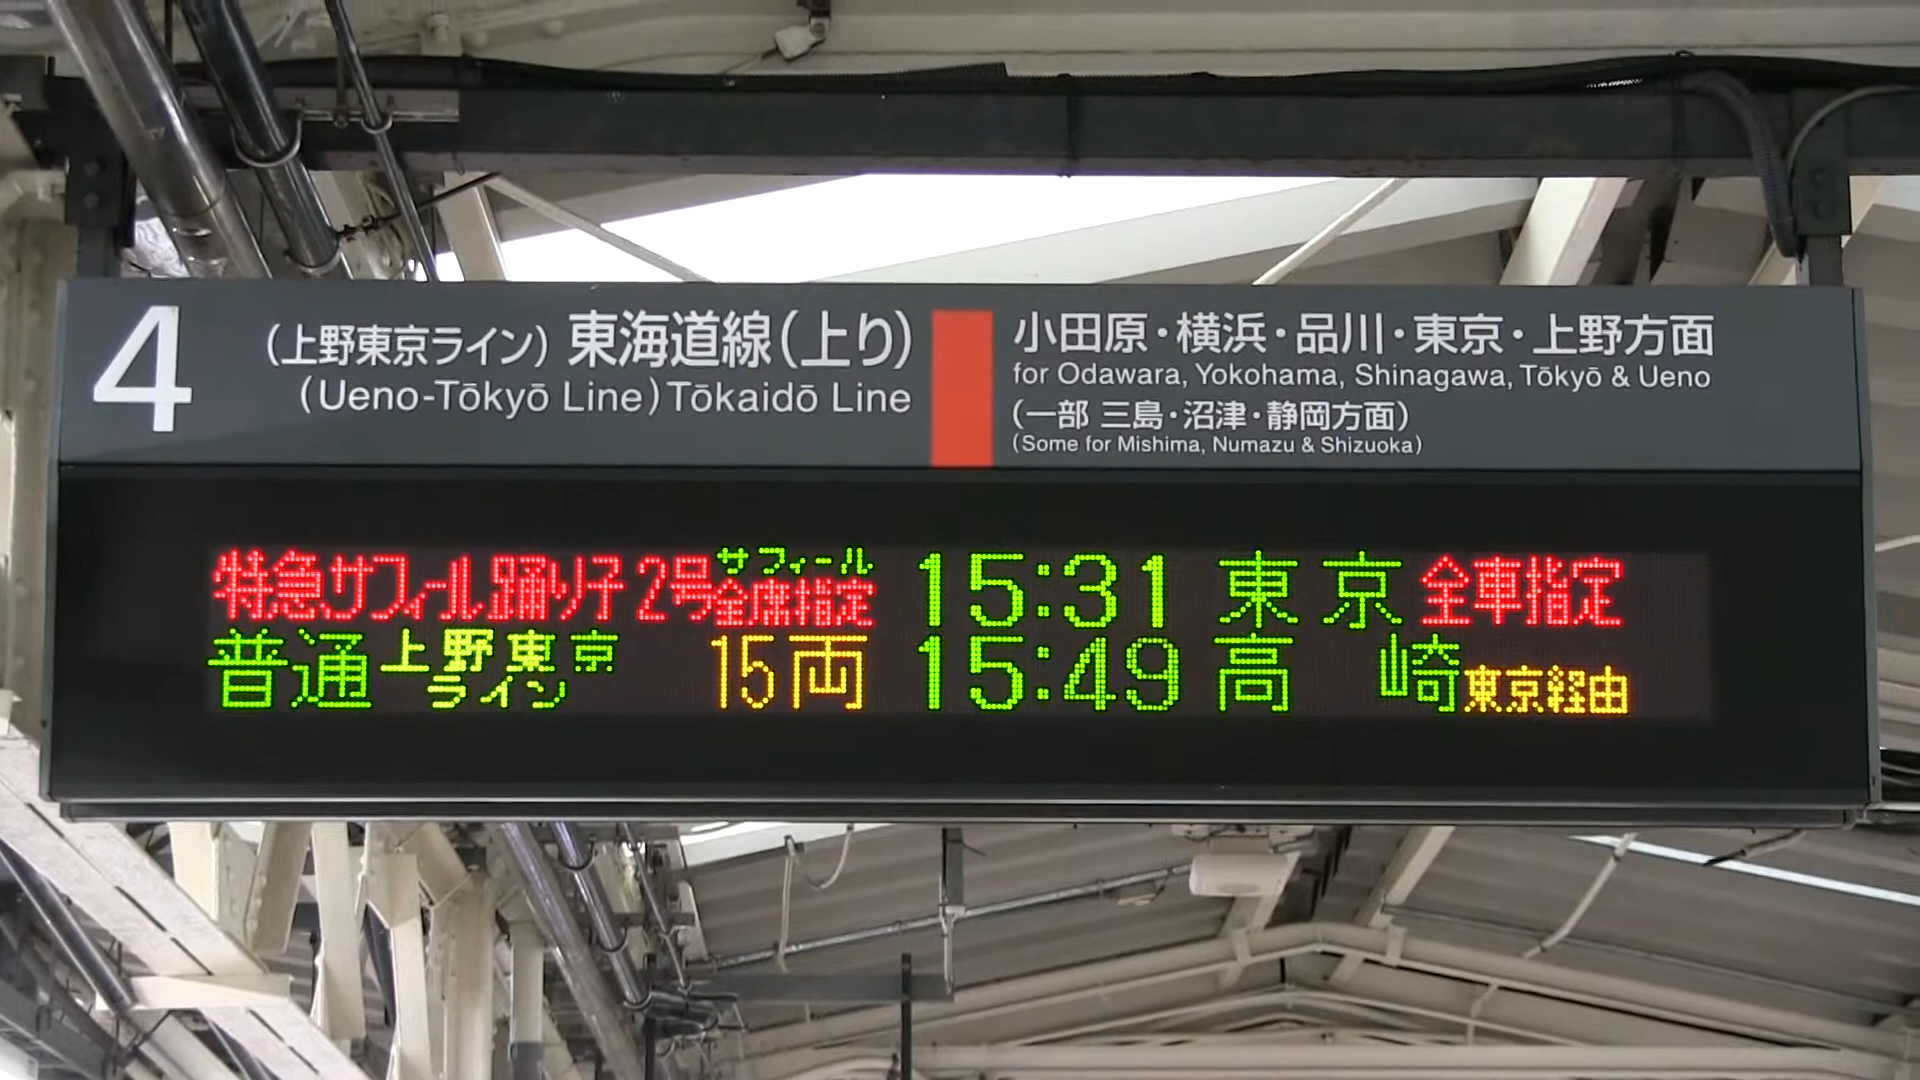 4 (上野東京ライン) 東海道線(上り)
(Ueno-Tōkyō Line) Tōkaidō Line
小田原・横浜・品川・東京・上野方面
for Odawara, Yokohama, Shinagawa, Tōkyō & Ueno
(一部 三島・沼津・静岡方面)
(Some for Mishima, Numazu & Shizuoka)
特急サフィール踊り子 2号 サフィール 全席指定 15:31 東京 全車指定
普通 上野東京ライン 15両 15:49 高崎 東京経由